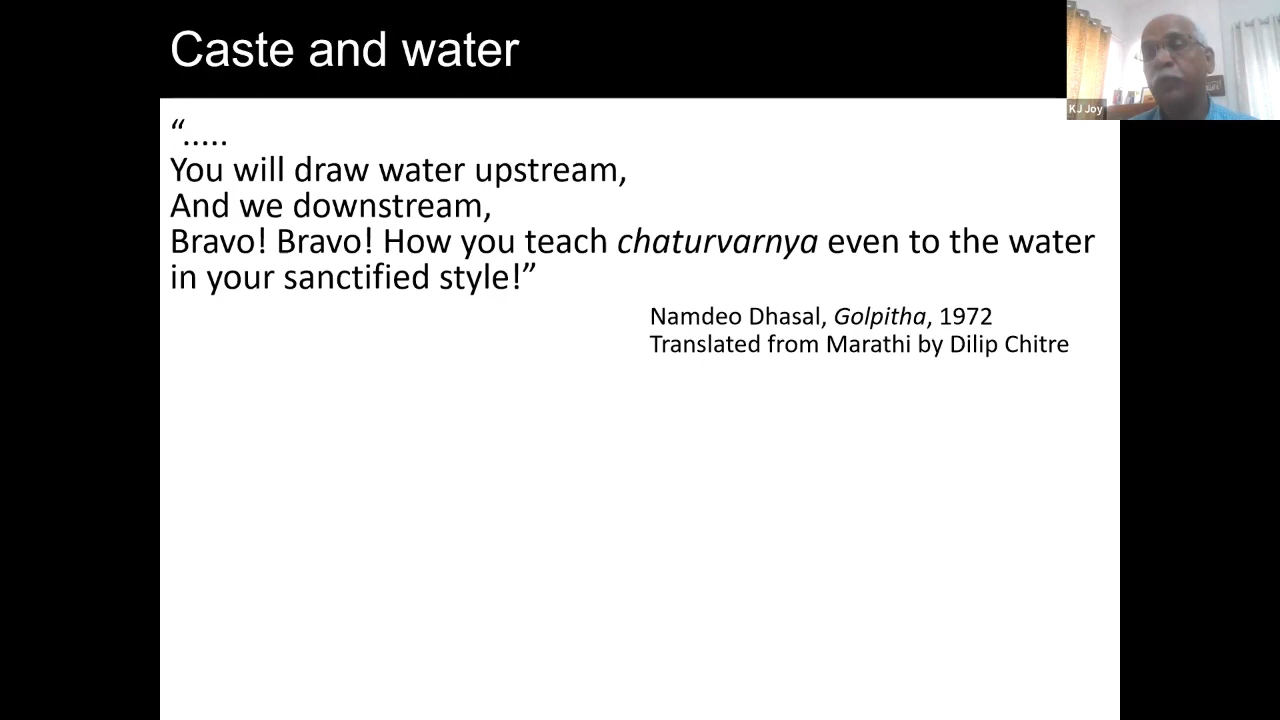 Caste and water
KJ Joy
“.....
You will draw water upstream,
And we downstream,
Bravo! Bravo! How you teach chaturvarnya even to the water
in your sanctified style!”
Namdeo Dhasal, Golpitha, 1972
Translated from Marathi by Dilip Chitre